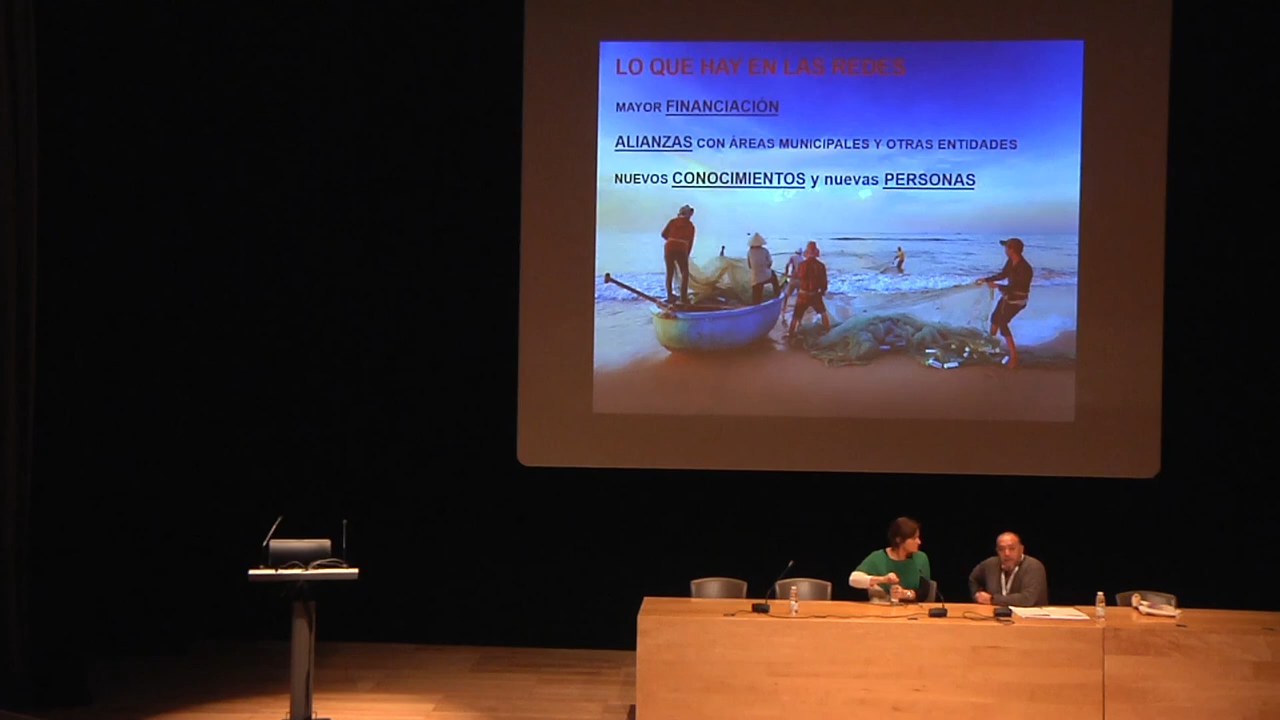 LO QUE HAY EN LAS REDES
MAYOR FINANCIACIÓN
ALIANZAS CON ÁREAS MUNICIPALES Y OTRAS ENTIDADES
NUEVOS CONOCIMIENTOS y nuevas PERSONAS